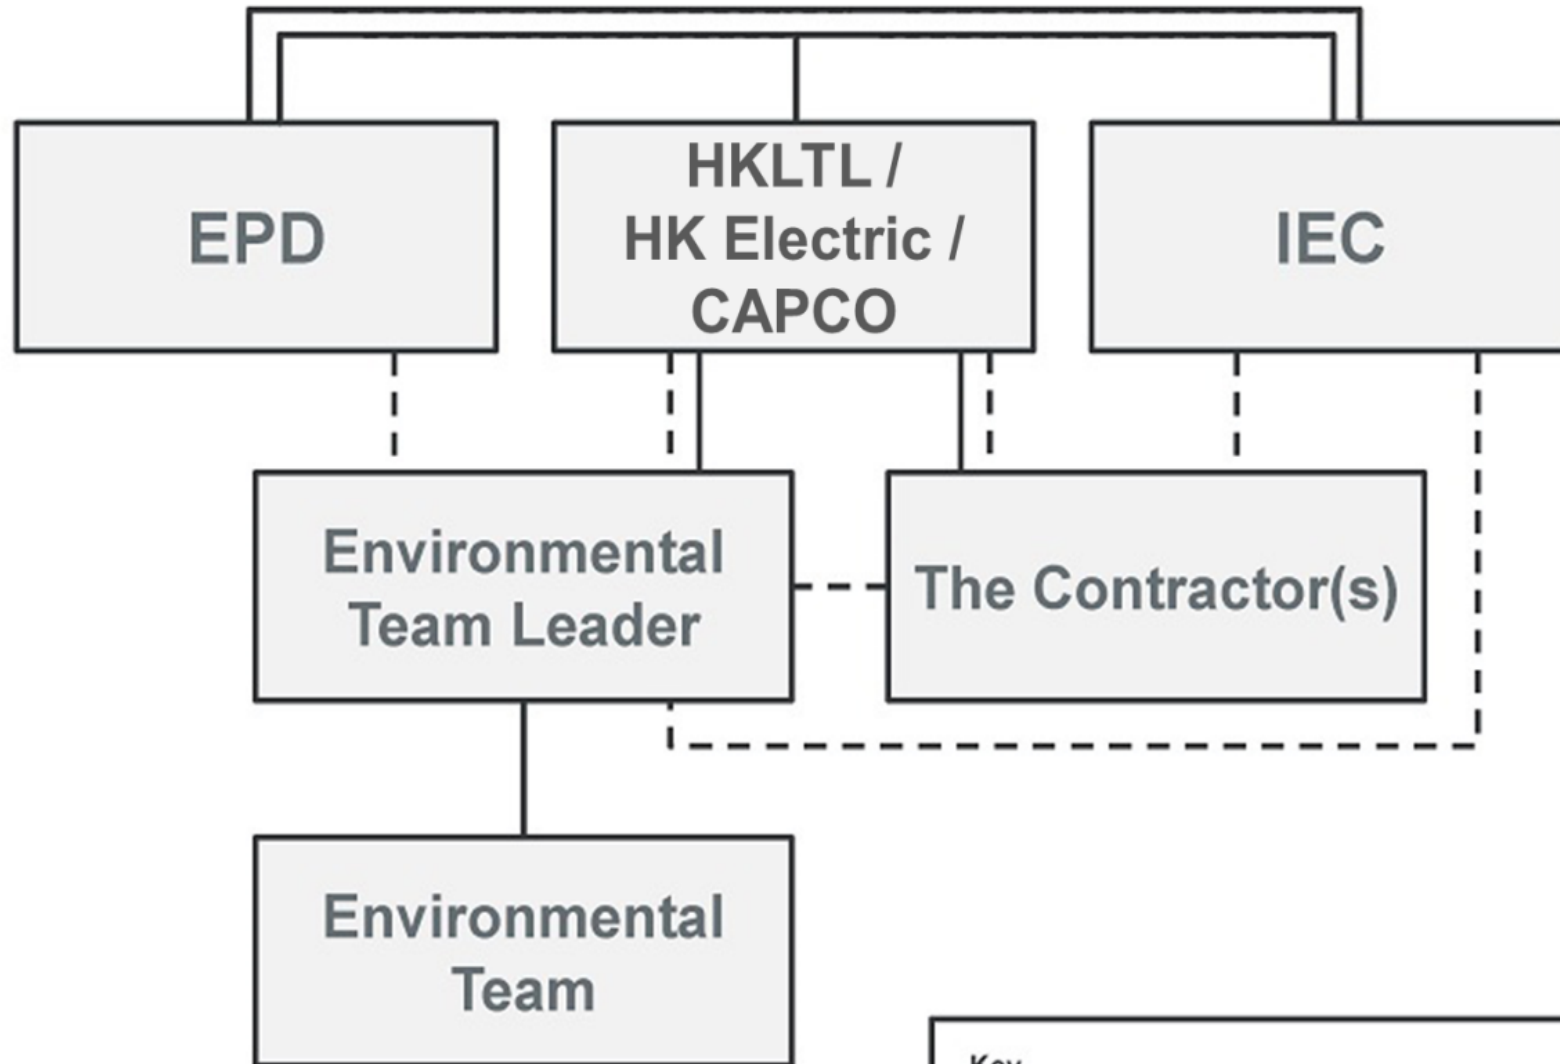 EPD
HKLTL /
HK Electric /
CAPCO
IEC
Environmental
Team Leader
The Contractor(s)
Environmental
Team